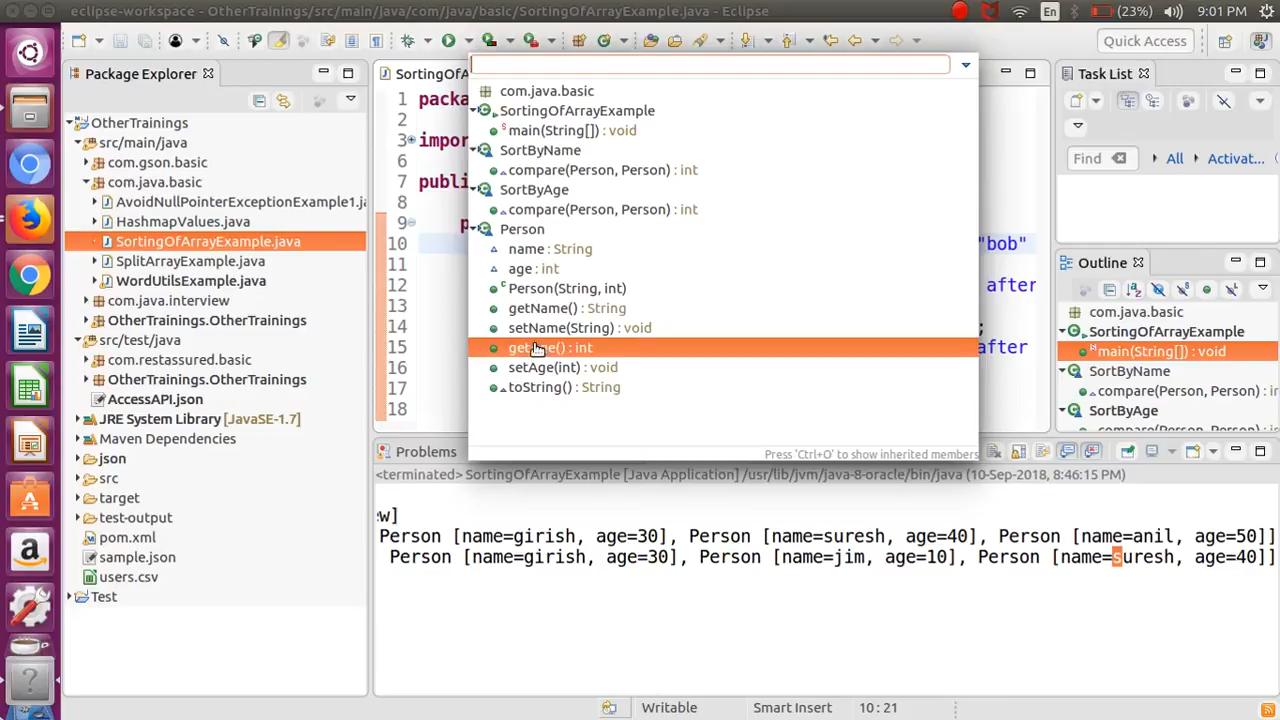 eclipse-workspace - OtherTrainings/src/main/java/com/java/basic/SortingOfArrayExample.java - Eclipse
En (23%) 9:01 PM
Quick Access
Package Explorer
OtherTrainings
src/main/java
com.gson.basic
com.java.basic
AvoidNullPointerExceptionExample1.ja
HashmapValues.java
SortingOfArrayExample.java
SplitArrayExample.java
WordUtilsExample.java
com.java.interview
OtherTrainings.OtherTrainings
src/test/java
com.restassured.basic
OtherTrainings.OtherTrainings
AccessAPI.json
JRE System Library [JavaSE-1.7]
Maven Dependencies
json
src
target
test-output
pom.xml
sample.json
users.csv
Test
SortingOfA
1 packa
2
3 impor
6
7 publi
8
9 p
10 "bob"
11
12 after
13
14 ;
15 after
16
17
18
com.java.basic
SortingOfArrayExample
main(String[]) : void
SortByName
compare(Person, Person) : int
SortByAge
compare(Person, Person) : int
Person
name : String
age : int
Person(String, int)
getName() : String
setName(String) : void
getAge() : int
setAge(int) : void
toString() : String
Press 'Ctrl+O' to show inherited members
Task List
Find All Activat...
Outline
com.java.basic
SortingOfArrayExample
main(String[]) : void
SortByName
compare(Person, Person) : in
SortByAge
compare(Person, Person) : in
Problems
<terminated> SortingOfArrayExample [Java Application] /usr/lib/jvm/java-8-oracle/bin/java (10-Sep-2018, 8:46:15 PM)
w]
Person [name=girish, age=30], Person [name=suresh, age=40], Person [name=anil, age=50]]
Person [name=girish, age=30], Person [name=jim, age=10], Person [name=suresh, age=40]]
Writable Smart Insert 10 : 21